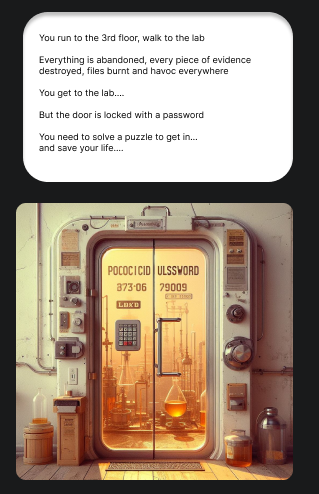 You run to the 3rd floor, walk to the lab
Everything is abandoned, every piece of evidence
destroyed, files burnt and havoc everywhere
You get to the lab....
But the door is locked with a password
You need to solve a puzzle to get in...
and save your life....
POCOCICID ULSSWORD
373·06 79009